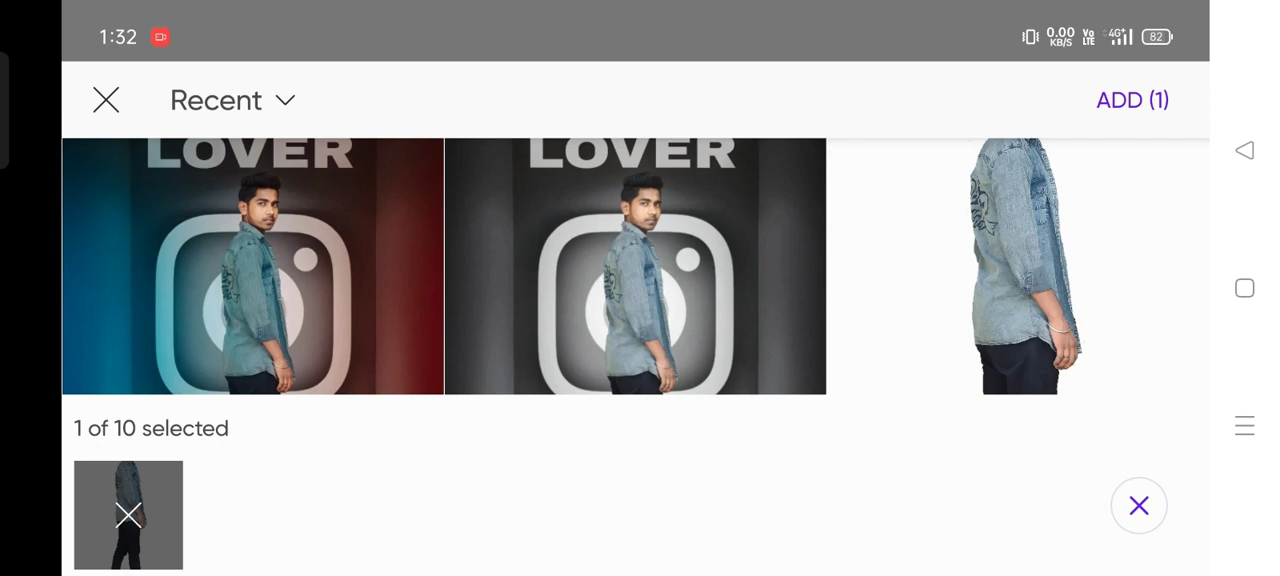 1:32
0.00 KB/S Vo LTE 4G+ 82
Recent
ADD (1)
LOVER LOVER
1 of 10 selected